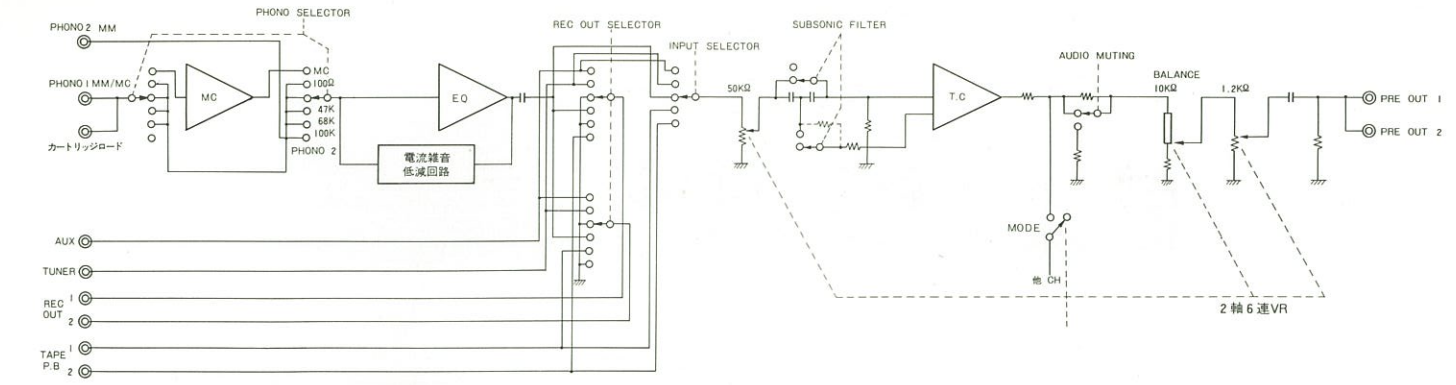 PHONO SELECTOR
PHONO 2 MM
PHONO 1 MM/MC
カートリッジロード
MC
MC
100Ω
47K
68K
100K
PHONO 2
EQ
電流雑音
低減回路
REC OUT SELECTOR
INPUT SELECTOR
50KΩ
SUBSONIC FILTER
T.C
AUDIO MUTING
BALANCE
10KΩ
1.2KΩ
PRE OUT 1
PRE OUT 2
MODE
他 CH
2軸6連VR
AUX
TUNER
REC
OUT
1
2
TAPE
P.B
1
2